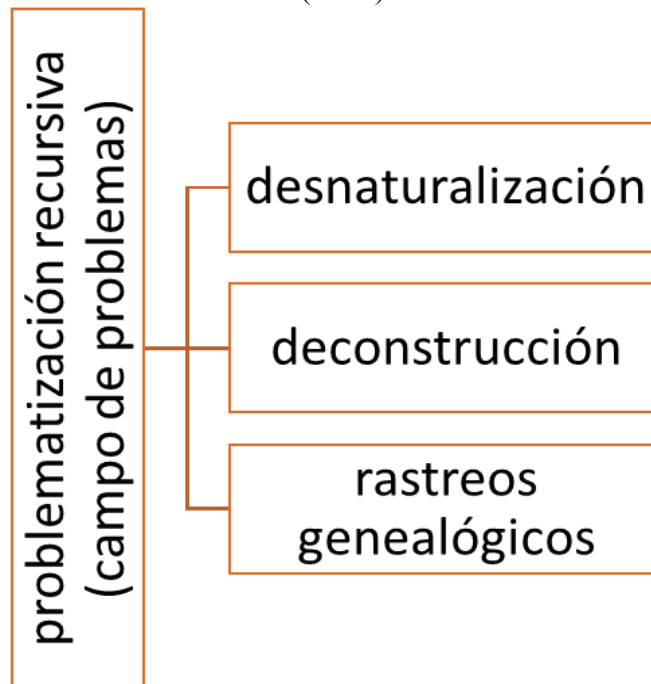 problematización recursiva
(campo de problemas)
desnaturalización
deconstrucción
rastreos
genealógicos